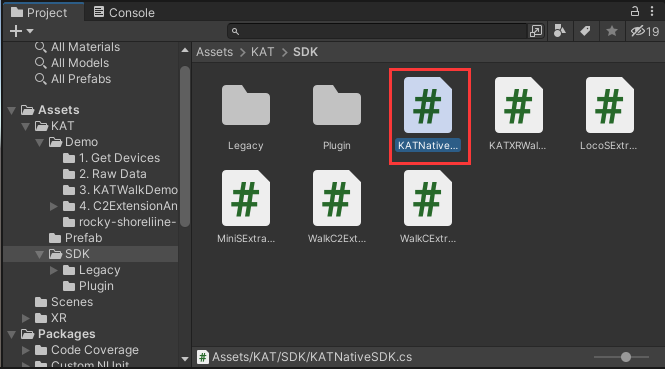 Project
Console
19
All Materials
All Models
All Prefabs
Assets
KAT
Demo
1. Get Devices
2. Raw Data
3. KATWalkDemo
4. C2ExtensionAn
rocky-shoreliine-
Prefab
SDK
Legacy
Plugin
Scenes
XR
Packages
Code Coverage
Custom NUnit
Assets > KAT > SDK
Legacy
Plugin
KATNative...
KATXRWal...
LocoSExtr...
MiniSExtra...
WalkC2Ext...
WalkCExtr...
Assets/KAT/SDK/KATNativeSDK.cs